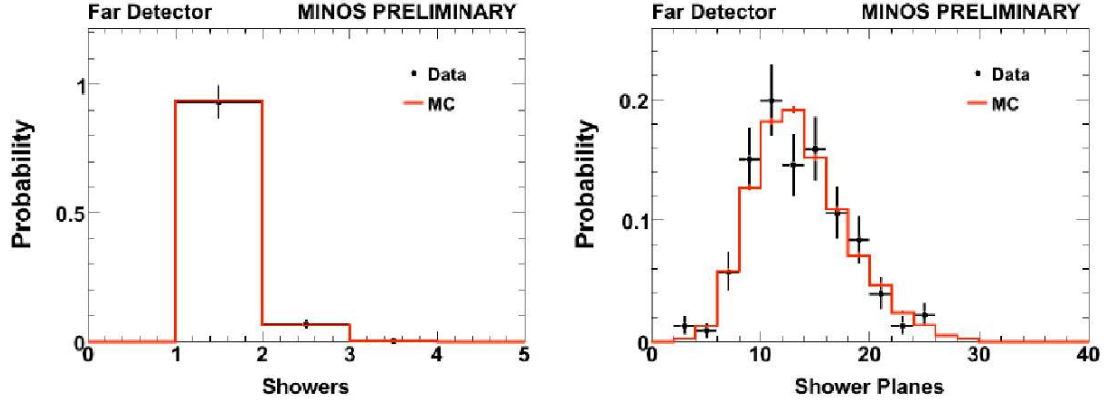 Far Detector MINOS PRELIMINARY
Data
MC
Probability
1
0.5
0
0 1 2 3 4 5
Showers
Far Detector MINOS PRELIMINARY
Data
MC
Probability
0.2
0.1
0
0 10 20 30 40
Shower Planes